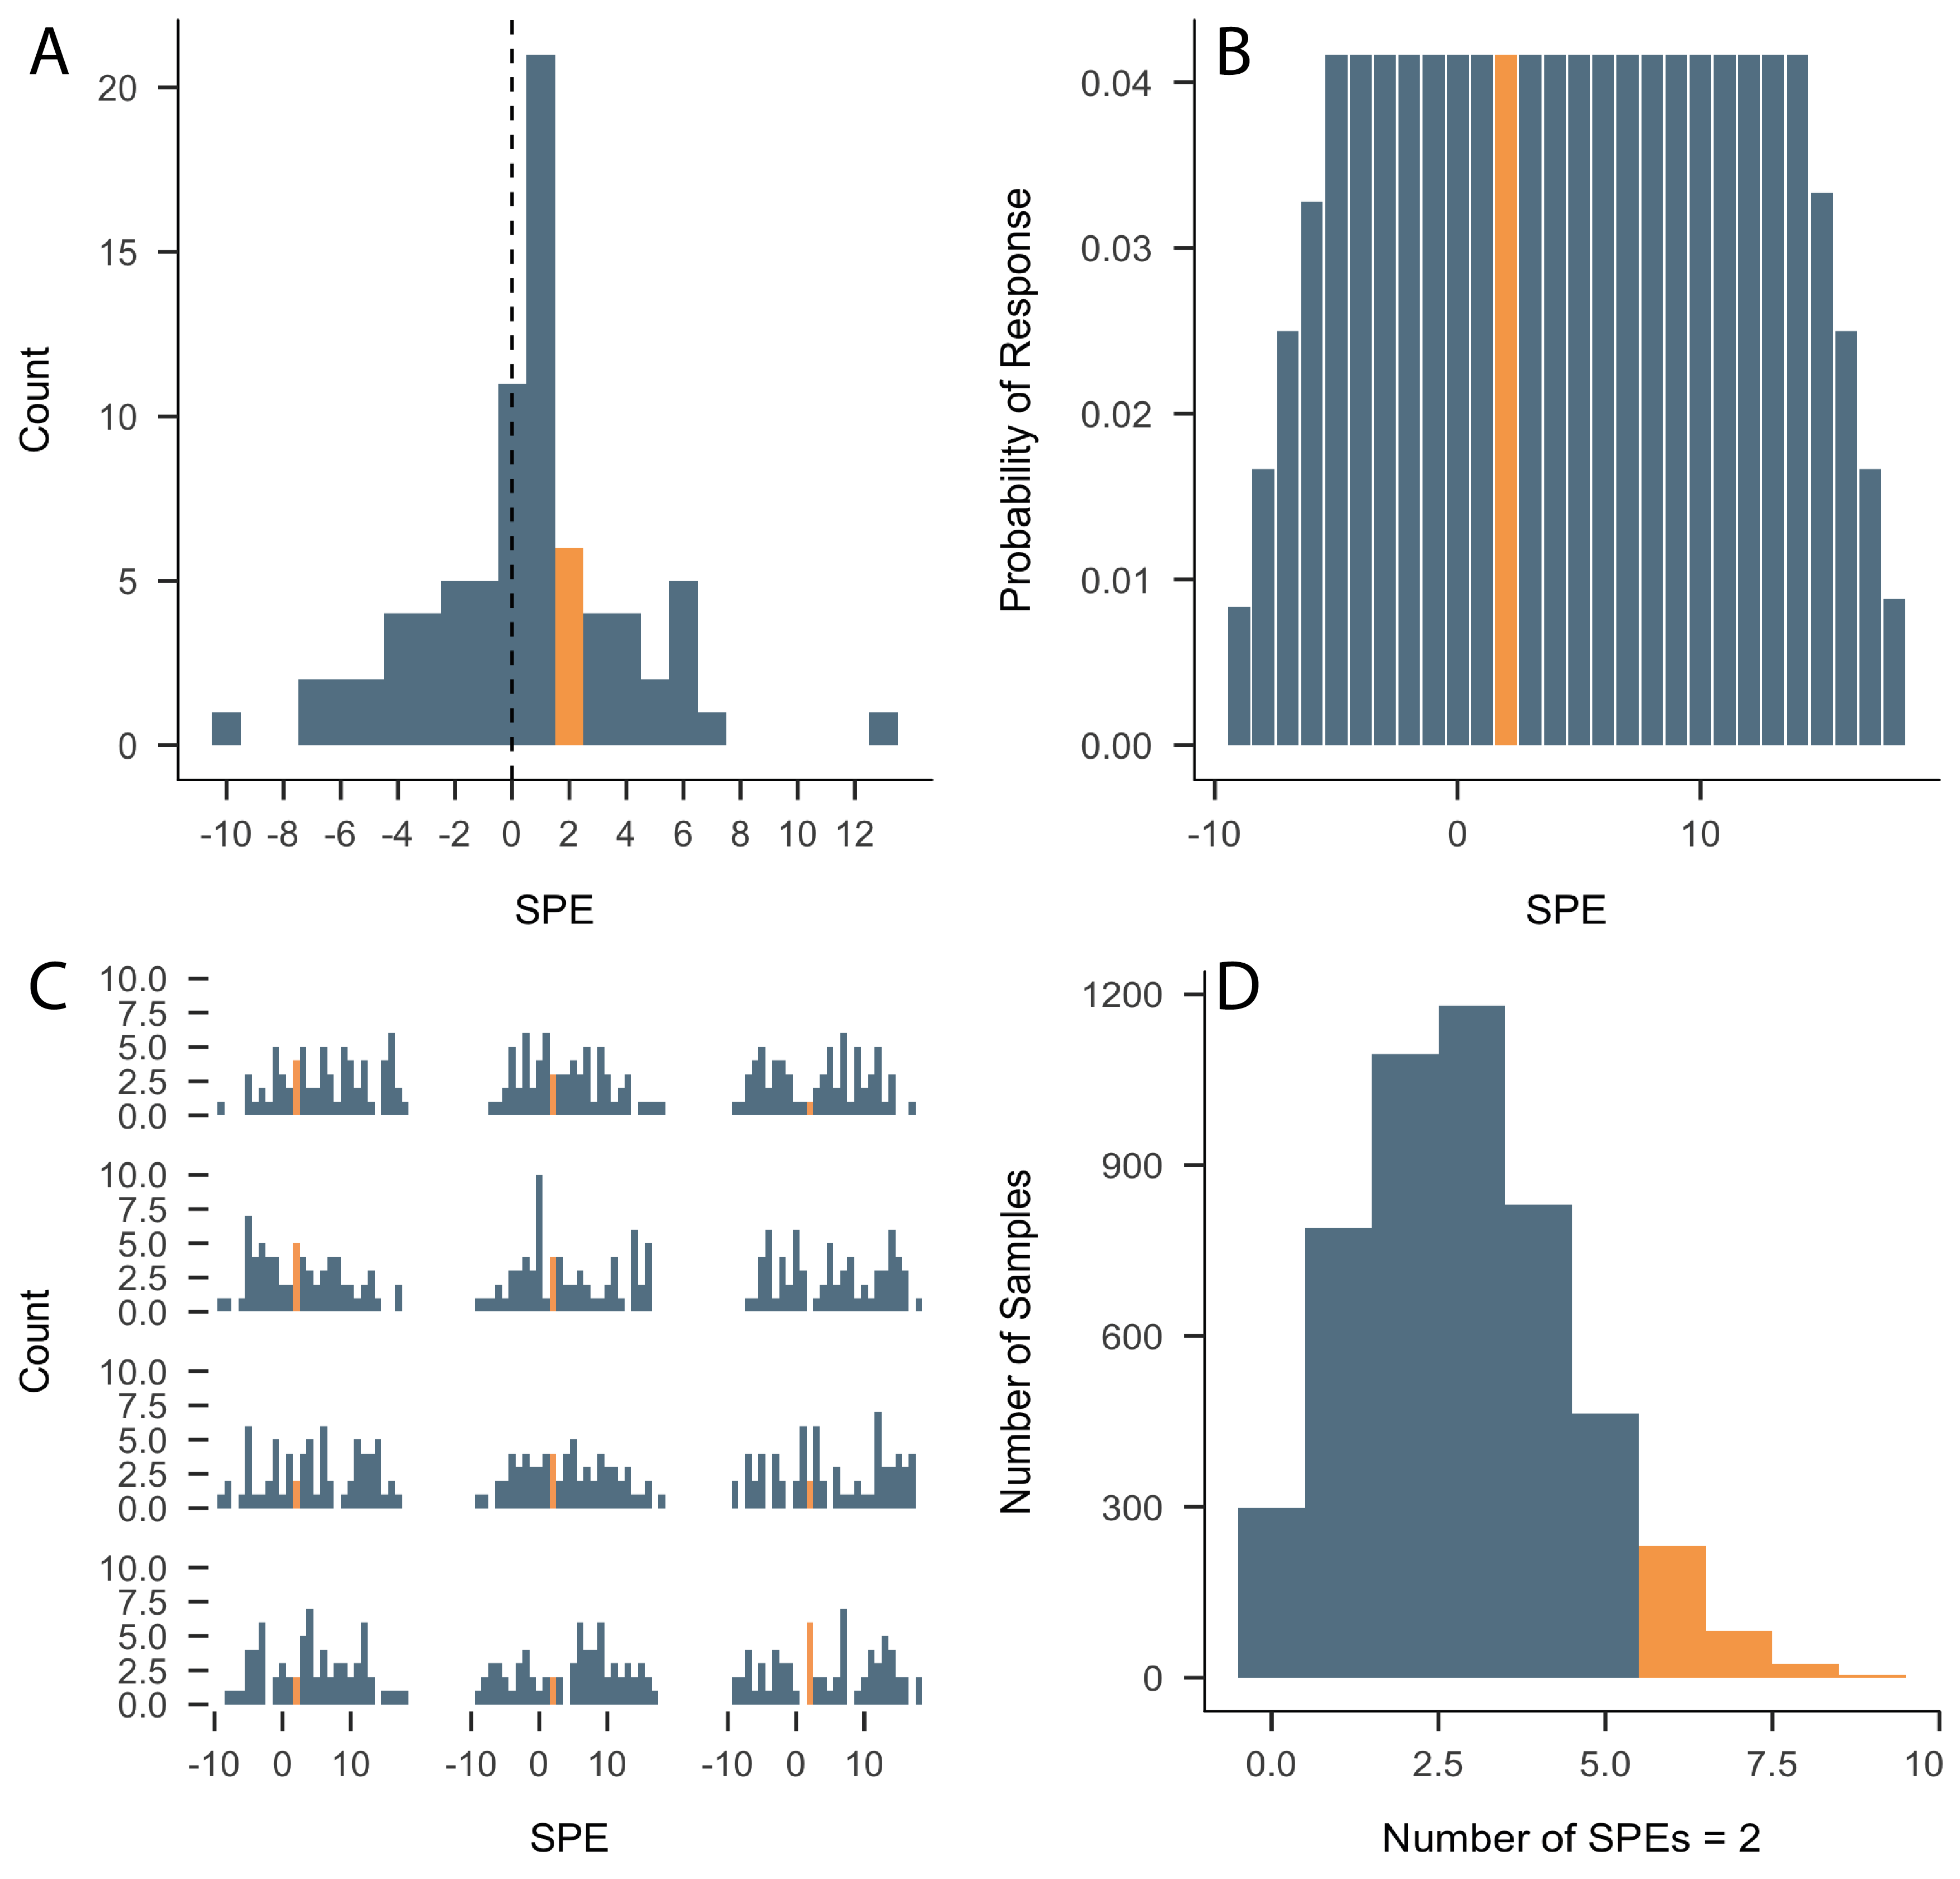 A
20
15
10
5
0
Count
-10 -8 -6 -4 -2 0 2 4 6 8 10 12
SPE
B
0.04
0.03
0.02
0.01
0.00
Probability of Response
-10 0 10
SPE
C
10.0
7.5
5.0
2.5
0.0
10.0
7.5
5.0
2.5
0.0
10.0
7.5
5.0
2.5
0.0
10.0
7.5
5.0
2.5
0.0
Count
-10 0 10 -10 0 10 -10 0 10
SPE
D
1200
900
600
300
0
Number of Samples
0.0 2.5 5.0 7.5 10
Number of SPEs = 2